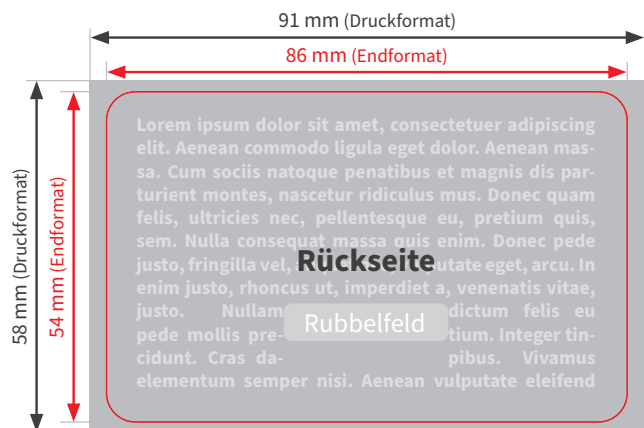 91 mm (Druckformat)
86 mm (Endformat)
58 mm (Druckformat)
54 mm (Endformat)
Lorem ipsum dolor sit amet, consectetuer adipiscing
elit. Aenean commodo ligula eget dolor. Aenean mas-
sa. Cum sociis natoque penatibus et magnis dis par-
turient montes, nascetur ridiculus mus. Donec quam
felis, ultricies nec, pellentesque eu, pretium quis,
sem. Nulla consequat massa quis enim. Donec pede
justo, fringilla vel, eget, arcu. In
Rückseite
enim justo, rhoncus ut, imperdiet a, venenatis vitae,
justo. Nullam dictum felis eu
Rubbelfeld
pede mollis pre- tium. Integer tin-
cidunt. Cras da- pibus. Vivamus
elementum semper nisi. Aenean vulputate eleifend